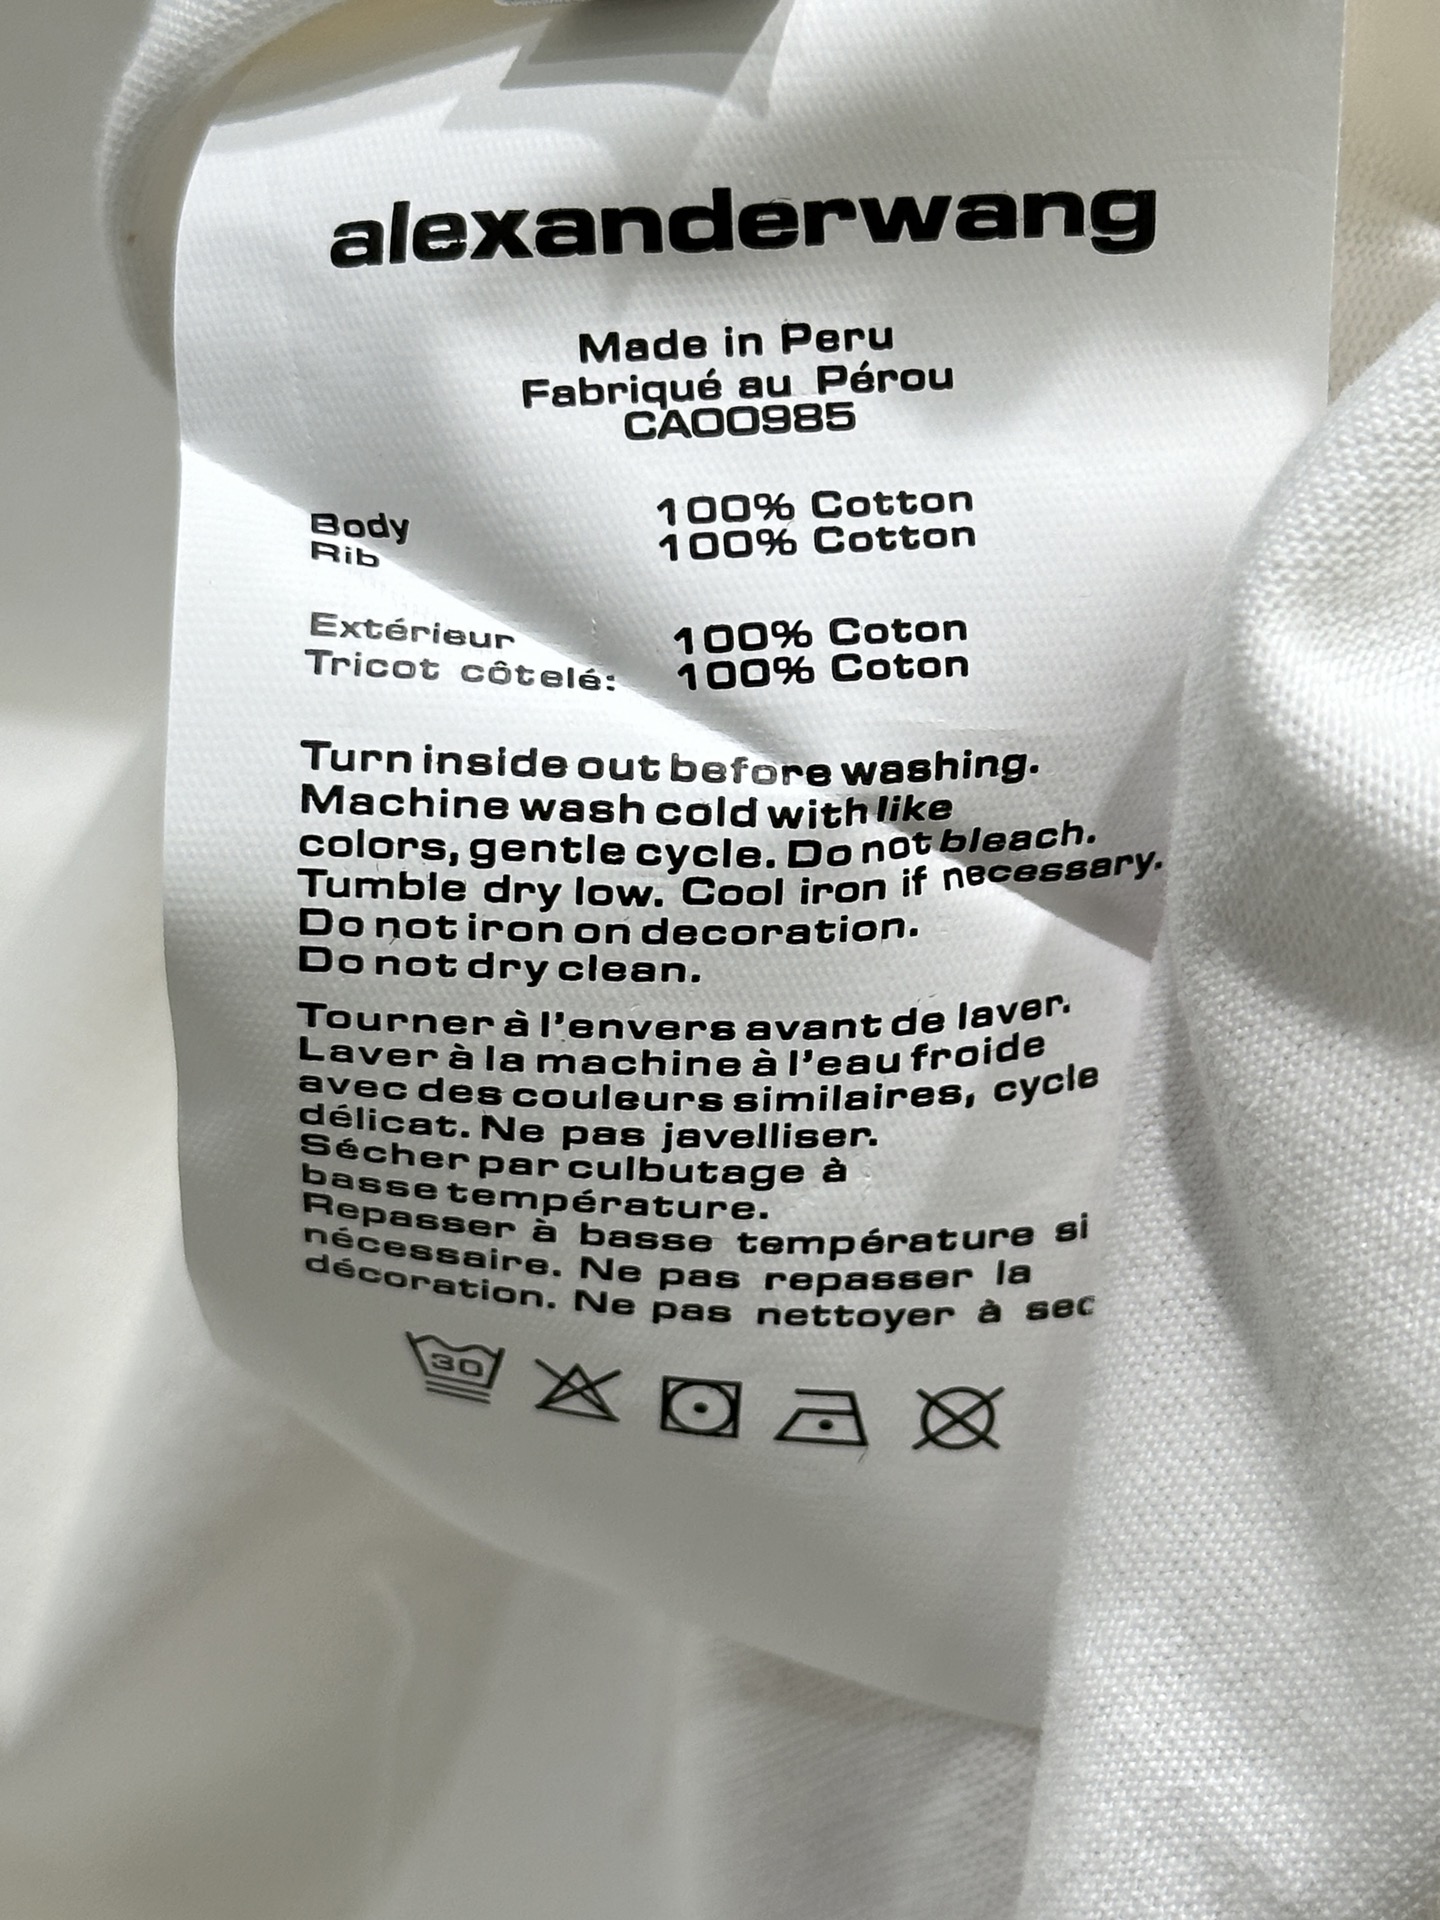 alexanderwang
Made in Peru
Fabriqué au Pérou
CA00985
Body 100% Cotton
Rib 100% Cotton
Extérieur 100% Coton
Tricot côtelé: 100% Coton
Turn inside out before washing.
Machine wash cold with like
colors, gentle cycle. Do not bleach.
Tumble dry low. Cool iron if necessary.
Do not iron on decoration.
Do not dry clean.
Tourner à l'envers avant de laver.
Laver à la machine à l'eau froide
avec des couleurs similaires, cycle
délicat. Ne pas javelliser.
Sécher par culbutage à
basse température.
Repasser à basse température si
nécessaire. Ne pas repasser la
décoration. Ne pas nettoyer à sec
30